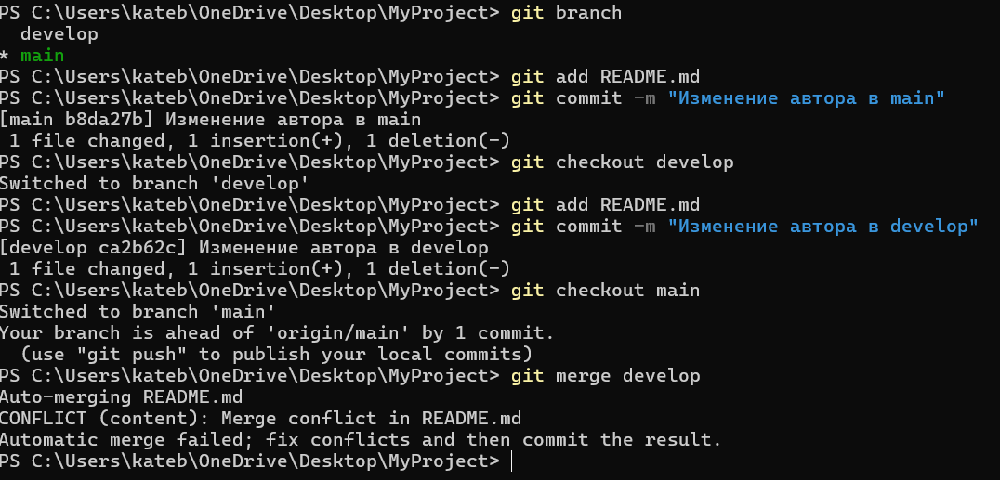 PS C:\Users\kateb\OneDrive\Desktop\MyProject> git branch
  develop
* main
PS C:\Users\kateb\OneDrive\Desktop\MyProject> git add README.md
PS C:\Users\kateb\OneDrive\Desktop\MyProject> git commit -m "Изменение автора в main"
[main b8da27b] Изменение автора в main
 1 file changed, 1 insertion(+), 1 deletion(-)
PS C:\Users\kateb\OneDrive\Desktop\MyProject> git checkout develop
Switched to branch 'develop'
PS C:\Users\kateb\OneDrive\Desktop\MyProject> git add README.md
PS C:\Users\kateb\OneDrive\Desktop\MyProject> git commit -m "Изменение автора в develop"
[develop ca2b62c] Изменение автора в develop
 1 file changed, 1 insertion(+), 1 deletion(-)
PS C:\Users\kateb\OneDrive\Desktop\MyProject> git checkout main
Switched to branch 'main'
Your branch is ahead of 'origin/main' by 1 commit.
  (use "git push" to publish your local commits)
PS C:\Users\kateb\OneDrive\Desktop\MyProject> git merge develop
Auto-merging README.md
CONFLICT (content): Merge conflict in README.md
Automatic merge failed; fix conflicts and then commit the result.
PS C:\Users\kateb\OneDrive\Desktop\MyProject>